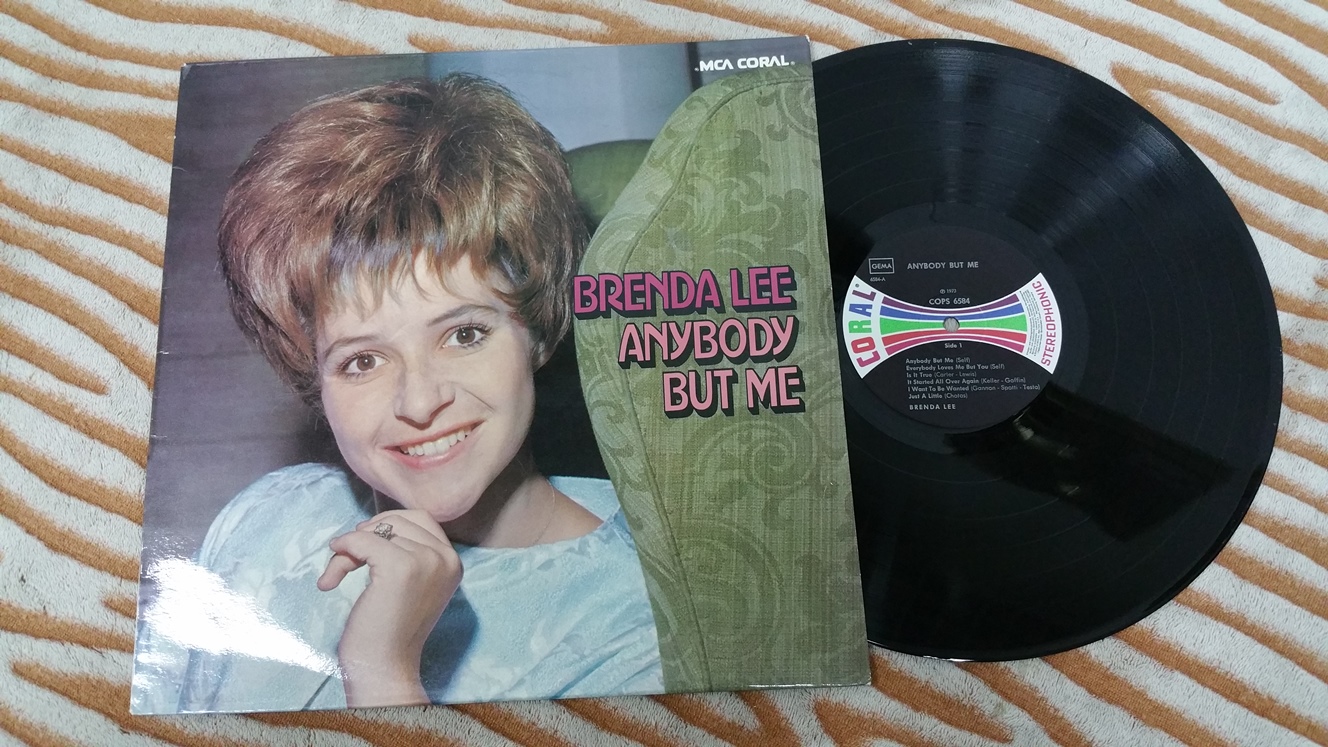 MCA CORAL
BRENDA LEE
ANYBODY
BUT ME
GEMA
ANYBODY BUT ME
6584-A
℗ 1973
COPS 6584
CORAL
STEREOPHONIC
Side 1
Anybody But Me (Self)
Everybody Loves Me But You (Self)
Is It True (Carter - Lewis)
It Started All Over Again (Keller - Goffin)
I Want To Be Wanted (Gannon - Spotti - Testa)
Just A Little (Chotas)
BRENDA LEE